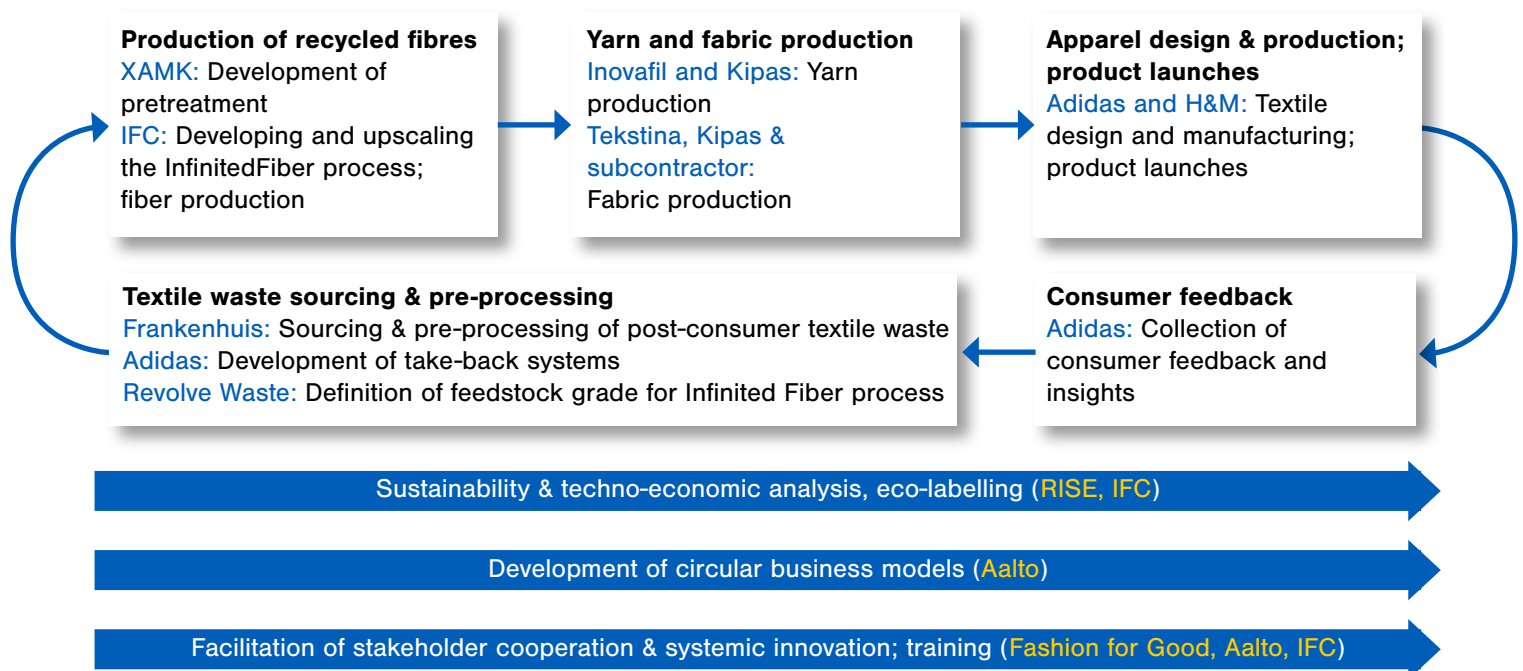 Production of recycled fibres
XAMK: Development of
pretreatment
IFC: Developing and upscaling
the InfinitedFiber process;
fiber production
Yarn and fabric production
Inovafil and Kipas: Yarn
production
Tekstina, Kipas &
subcontractor:
Fabric production
Apparel design & production;
product launches
Adidas and H&M: Textile
design and manufacturing;
product launches
Textile waste sourcing & pre-processing
Frankenhuis: Sourcing & pre-processing of post-consumer textile waste
Adidas: Development of take-back systems
Revolve Waste: Definition of feedstock grade for Infinited Fiber process
Consumer feedback
Adidas: Collection of
consumer feedback and
insights
Sustainability & techno-economic analysis, eco-labelling (RISE, IFC)
Development of circular business models (Aalto)
Facilitation of stakeholder cooperation & systemic innovation; training (Fashion for Good, Aalto, IFC)